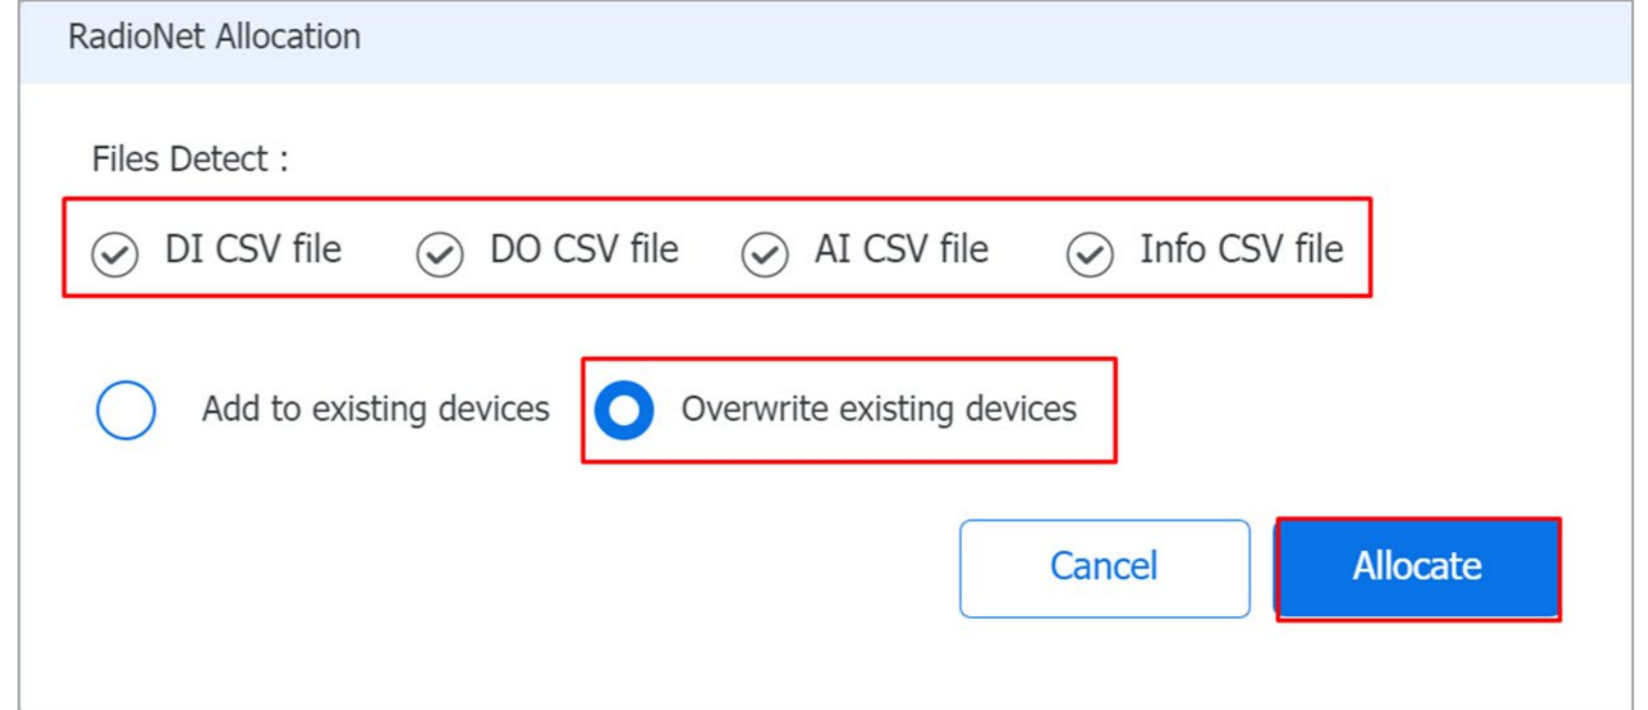 RadioNet Allocation
Files Detect :
DI CSV file DO CSV file AI CSV file Info CSV file
Add to existing devices Overwrite existing devices
Cancel Allocate